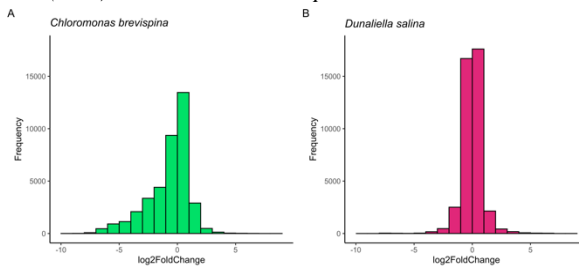 A
Chloromonas brevispina
15000
10000
5000
0
Frequency
-10 -5 0 5
log2FoldChange
B
Dunaliella salina
15000
10000
5000
0
Frequency
-10 -5 0 5
log2FoldChange